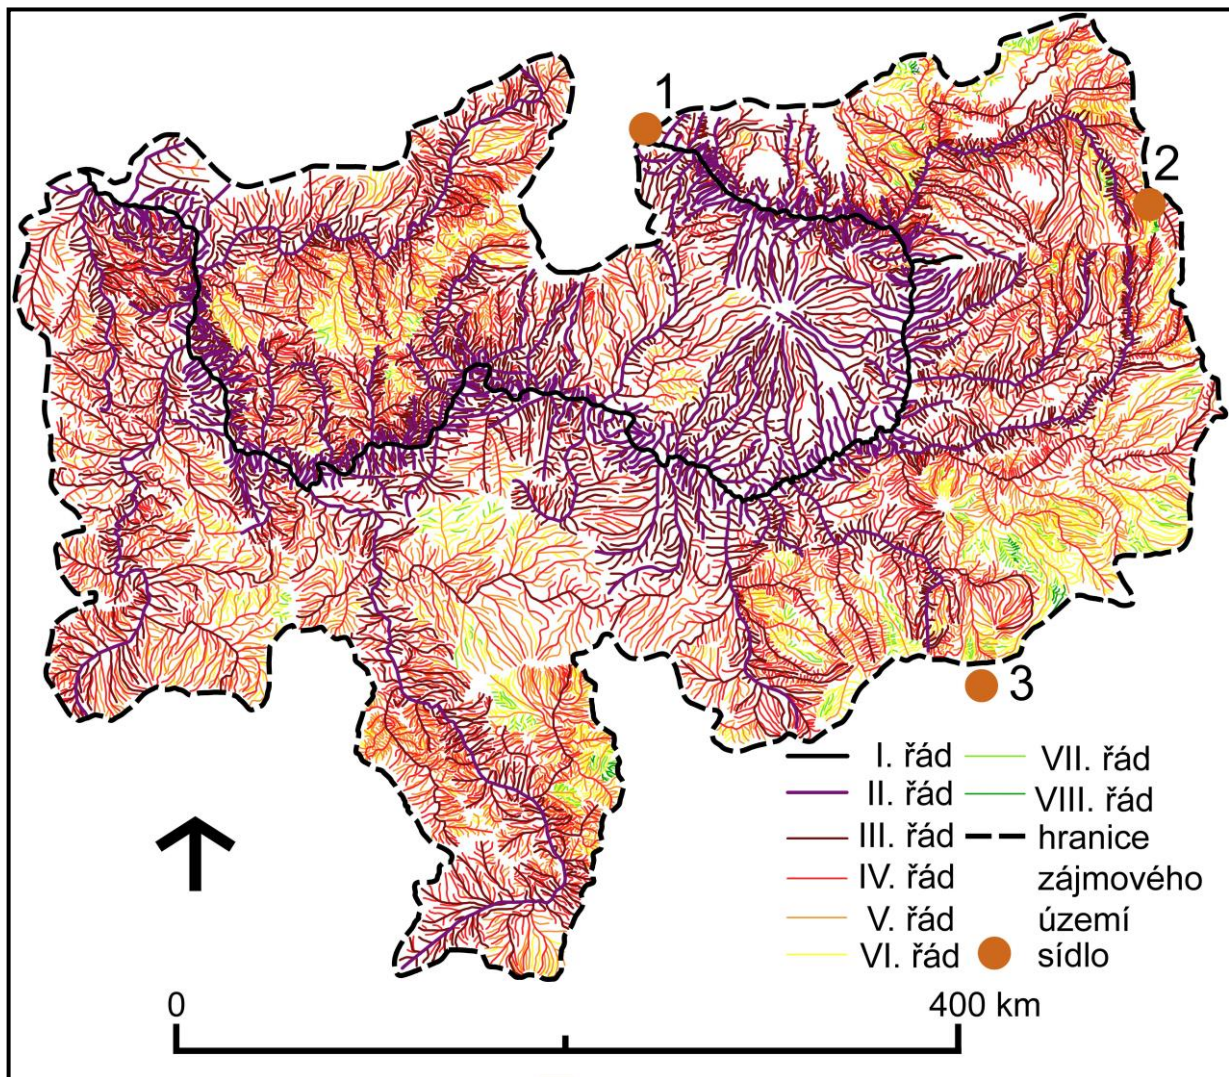 1
2
3
I. řád
II. řád
III. řád
IV. řád
V. řád
VI. řád
VII. řád
VIII. řád
hranice
zájmového
území
sídlo
0
400 km